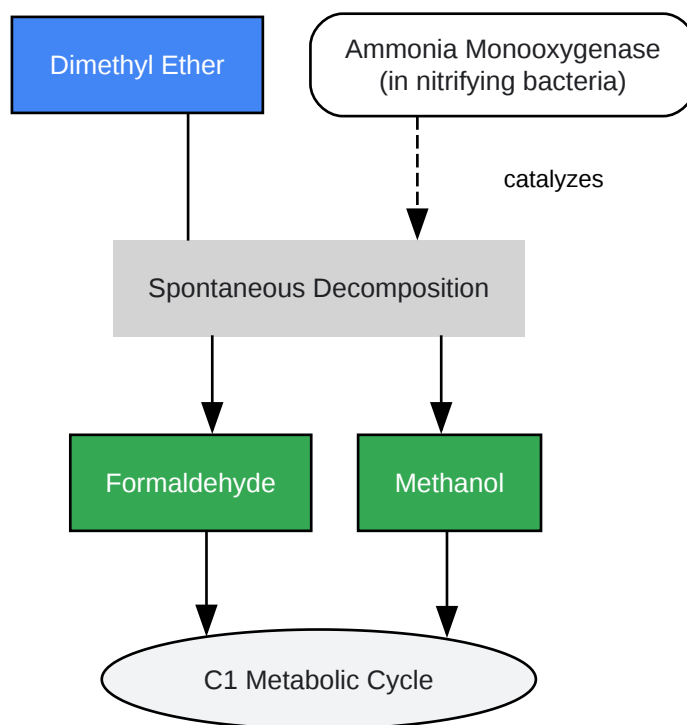 Dimethyl Ether
Ammonia Monooxygenase
(in nitrifying bacteria)
catalyzes
Spontaneous Decomposition
Formaldehyde
Methanol
C1 Metabolic Cycle